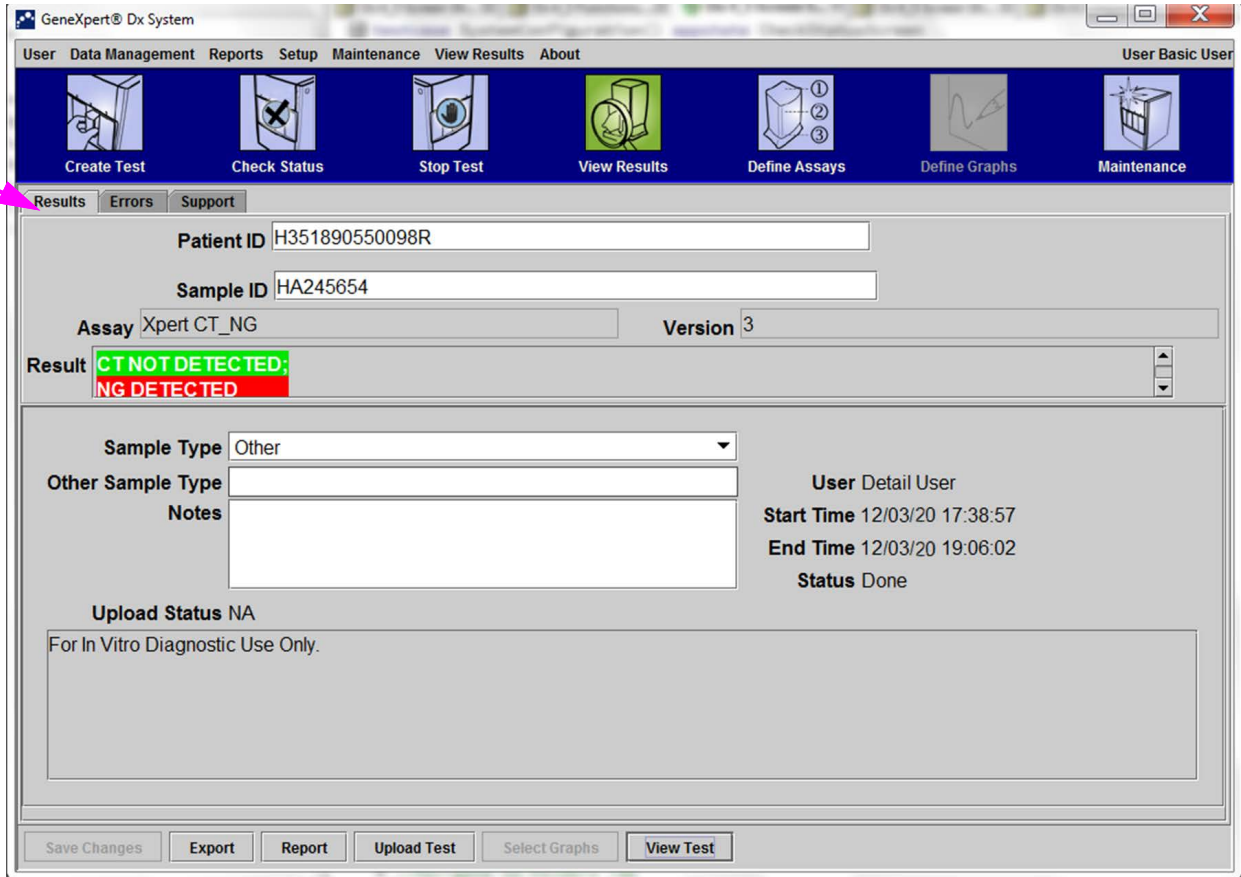 GeneXpert® Dx System
User Data Management Reports Setup Maintenance View Results About User Basic User
① ② ③
Create Test Check Status Stop Test View Results Define Assays Define Graphs Maintenance
Results Errors Support
Patient ID H351890550098R
Sample ID HA245654
Assay Xpert CT_NG Version 3
Result CT NOT DETECTED;
NG DETECTED
Sample Type Other
Other Sample Type User Detail User
Notes Start Time 12/03/20 17:38:57
End Time 12/03/20 19:06:02
Status Done
Upload Status NA
For In Vitro Diagnostic Use Only.
Save Changes Export Report Upload Test Select Graphs View Test